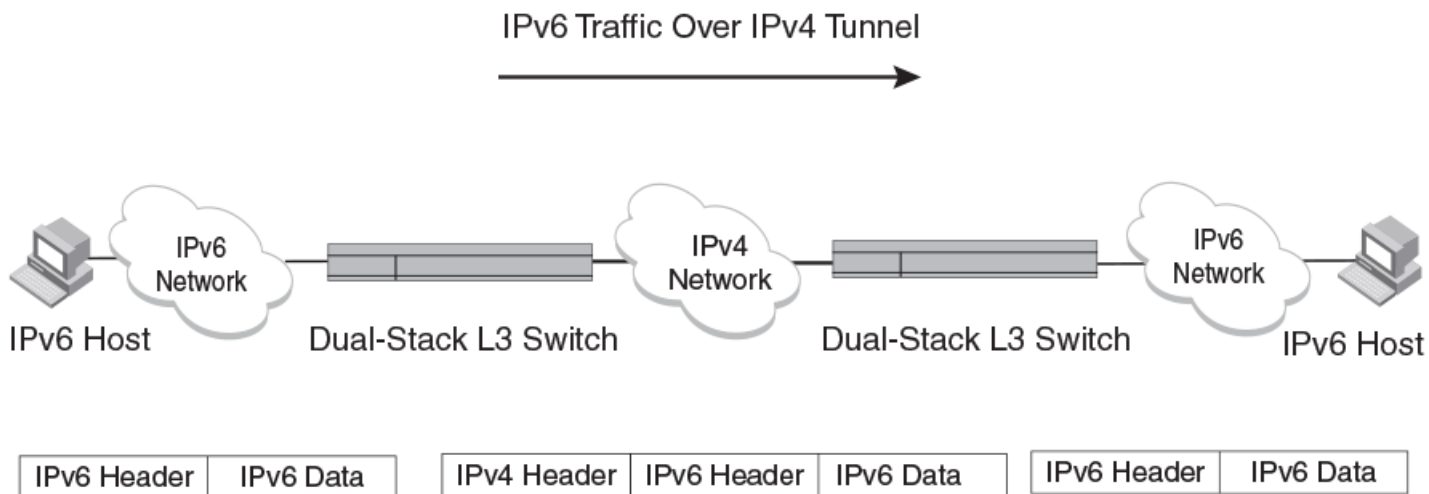 IPv6 Traffic Over IPv4 Tunnel
IPv6
Network
IPv4
Network
IPv6
Network
IPv6 Host
Dual-Stack L3 Switch
Dual-Stack L3 Switch
IPv6 Host
IPv6 Header IPv6 Data
IPv4 Header IPv6 Header IPv6 Data
IPv6 Header IPv6 Data